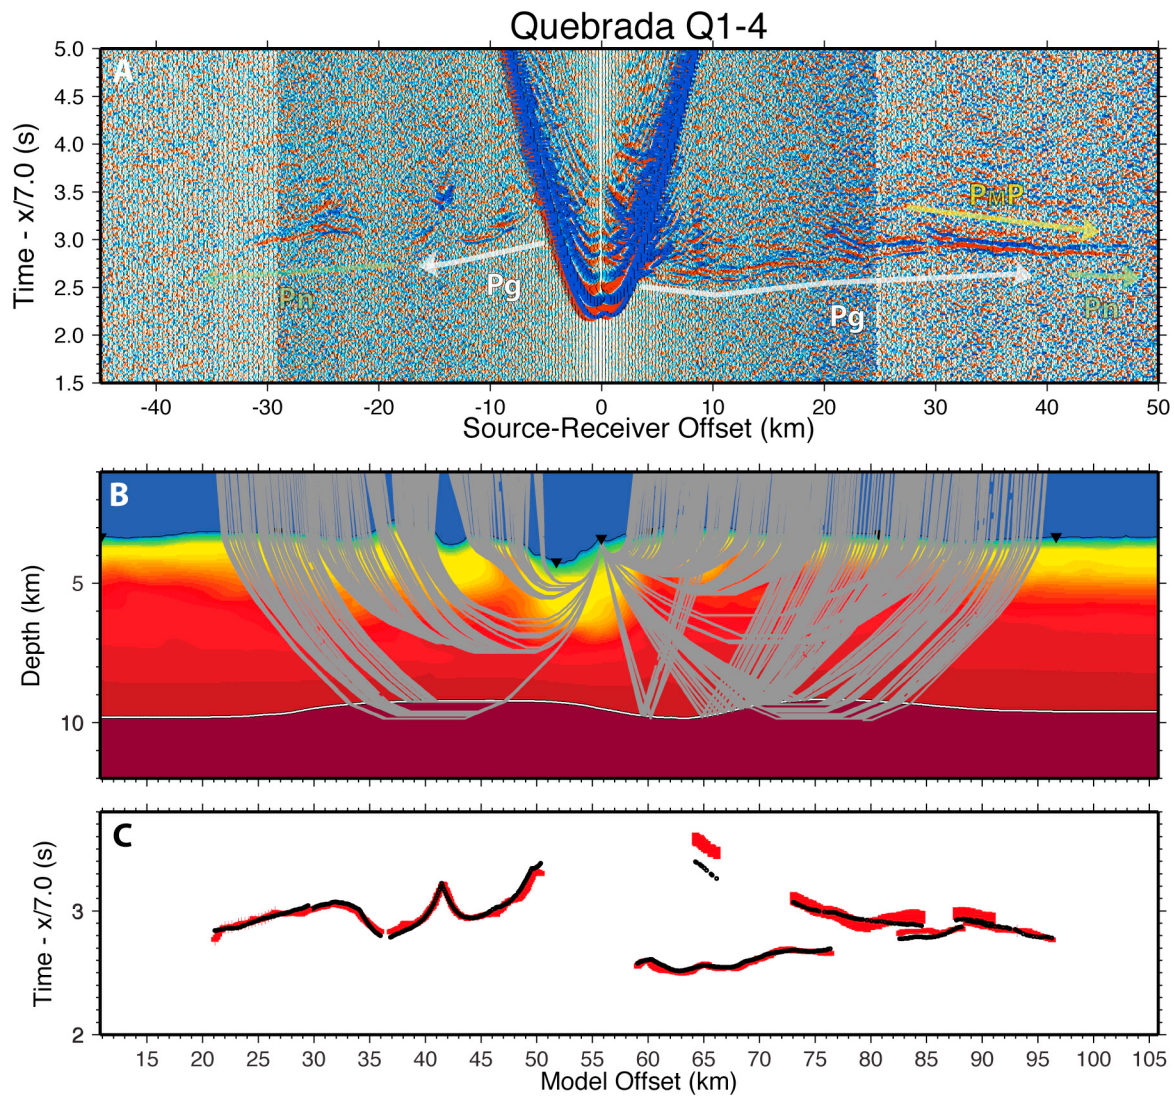 Quebrada Q1-4
A
Time - x/7.0 (s)
5.0
4.5
4.0
3.5
3.0
2.5
2.0
1.5
PMP
Pg
Pn
Pg
Pn
-40 -30 -20 -10 0 10 20 30 40 50
Source-Receiver Offset (km)
B
Depth (km)
5
10
C
Time - x/7.0 (s)
3
2
15 20 25 30 35 40 45 50 55 60 65 70 75 80 85 90 95 100 105
Model Offset (km)